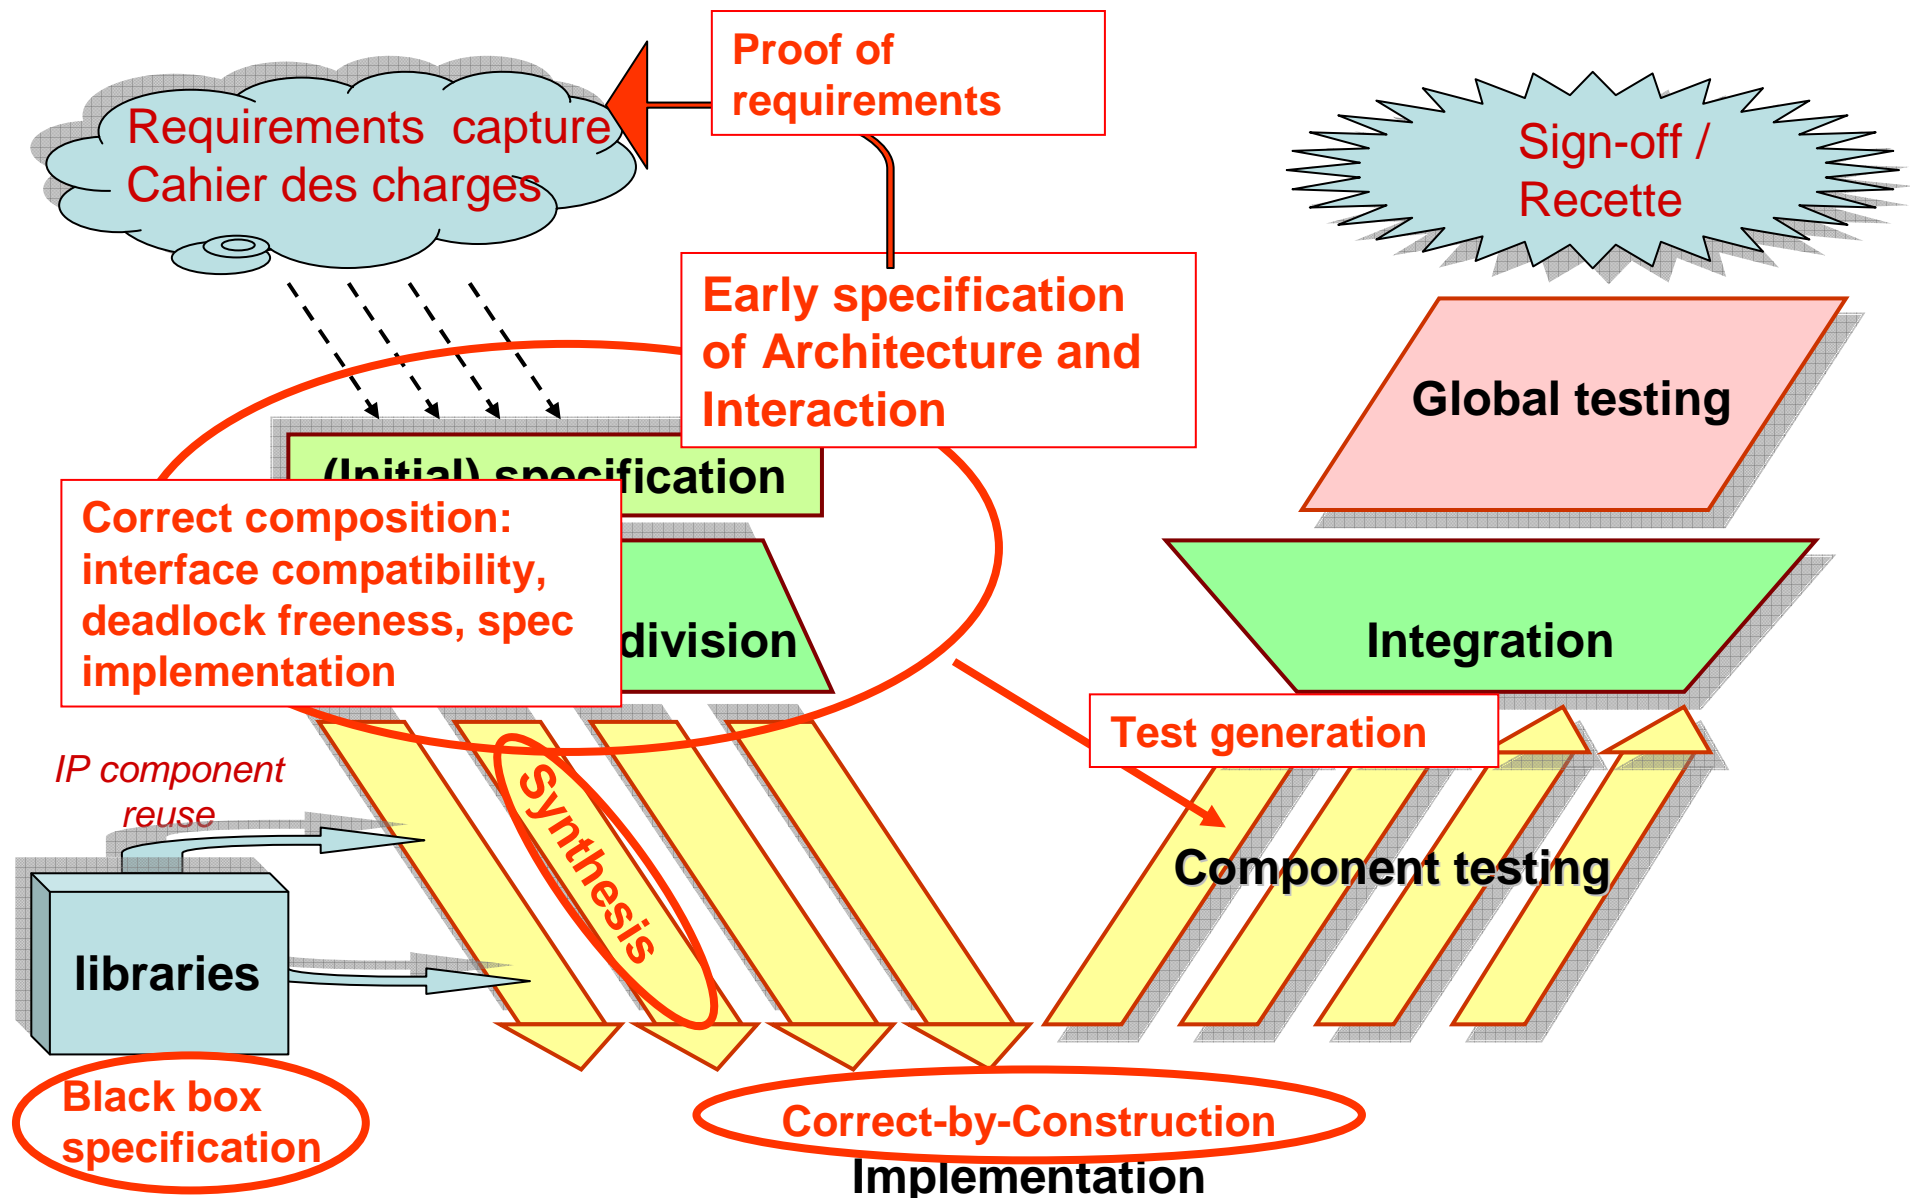 Proof of
requirements
Requirements capture
Cahier des charges
Sign-off /
Recette
Early specification
of Architecture and
Interaction
Global testing
(Initial) specification
Correct composition:
interface compatibility,
deadlock freeness, spec
implementation
division
Integration
Test generation
IP component
reuse
Synthesis
Component testing
libraries
Black box
specification
Correct-by-Construction
Implementation